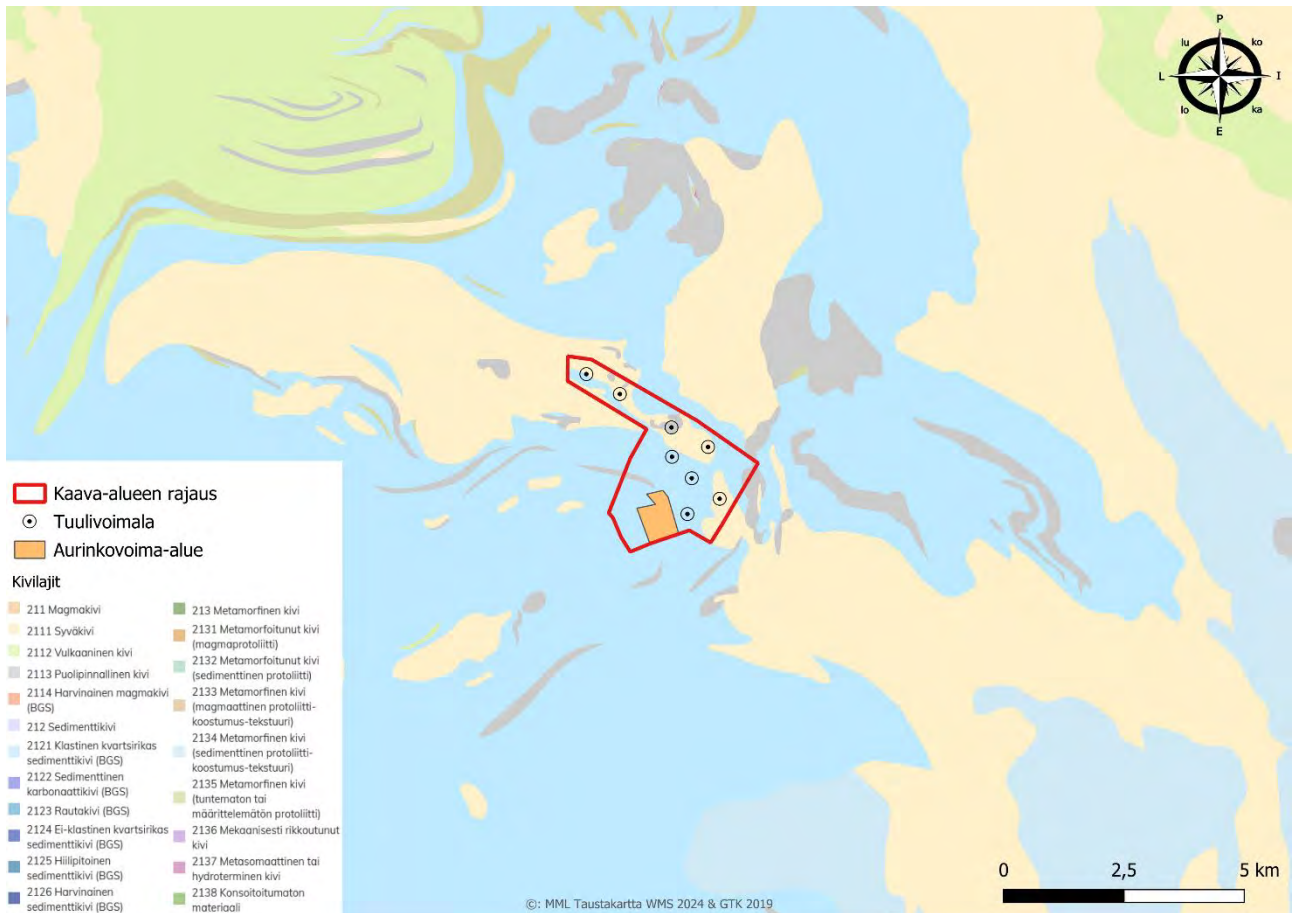 P
lu
ko
L
I
lo
ka
E
Kaava-alueen rajaus
Tuulivoimala
Aurinkovoima-alue
Kivilajit
211 Magmakivi
2111 Syväkivi
2112 Vulkaaninen kivi
2113 Puolipinnallinen kivi
2114 Harvinainen magmakivi
(BGS)
212 Sedimenttikivi
2121 Klastinen kvartsirikas
sedimenttikivi (BGS)
2122 Sedimenttinen
karbonaattikivi (BGS)
2123 Rautakivi (BGS)
2124 Ei-klastinen kvartsirikas
sedimenttikivi (BGS)
2125 Hiilipitoinen
sedimenttikivi (BGS)
2126 Harvinainen
sedimenttikivi (BGS)
213 Metamorfinen kivi
2131 Metamorfoitunut kivi
(magmaprotoliitti)
2132 Metamorfoitunut kivi
(sedimenttinen protoliitti)
2133 Metamorfinen kivi
(magmaattinen protoliitti-
koostumus-tekstuuri)
2134 Metamorfinen kivi
(sedimenttinen protoliitti-
koostumus-tekstuuri)
2135 Metamorfinen kivi
(tuntematon tai
määrittelemätön protoliitti)
2136 Mekaanisesti rikkoutunut
kivi
2137 Metasomaattinen tai
hydroterminen kivi
2138 Konsoitoitumaton
materiaali
0 2,5 5 km
©: MML Taustakartta WMS 2024 & GTK 2019